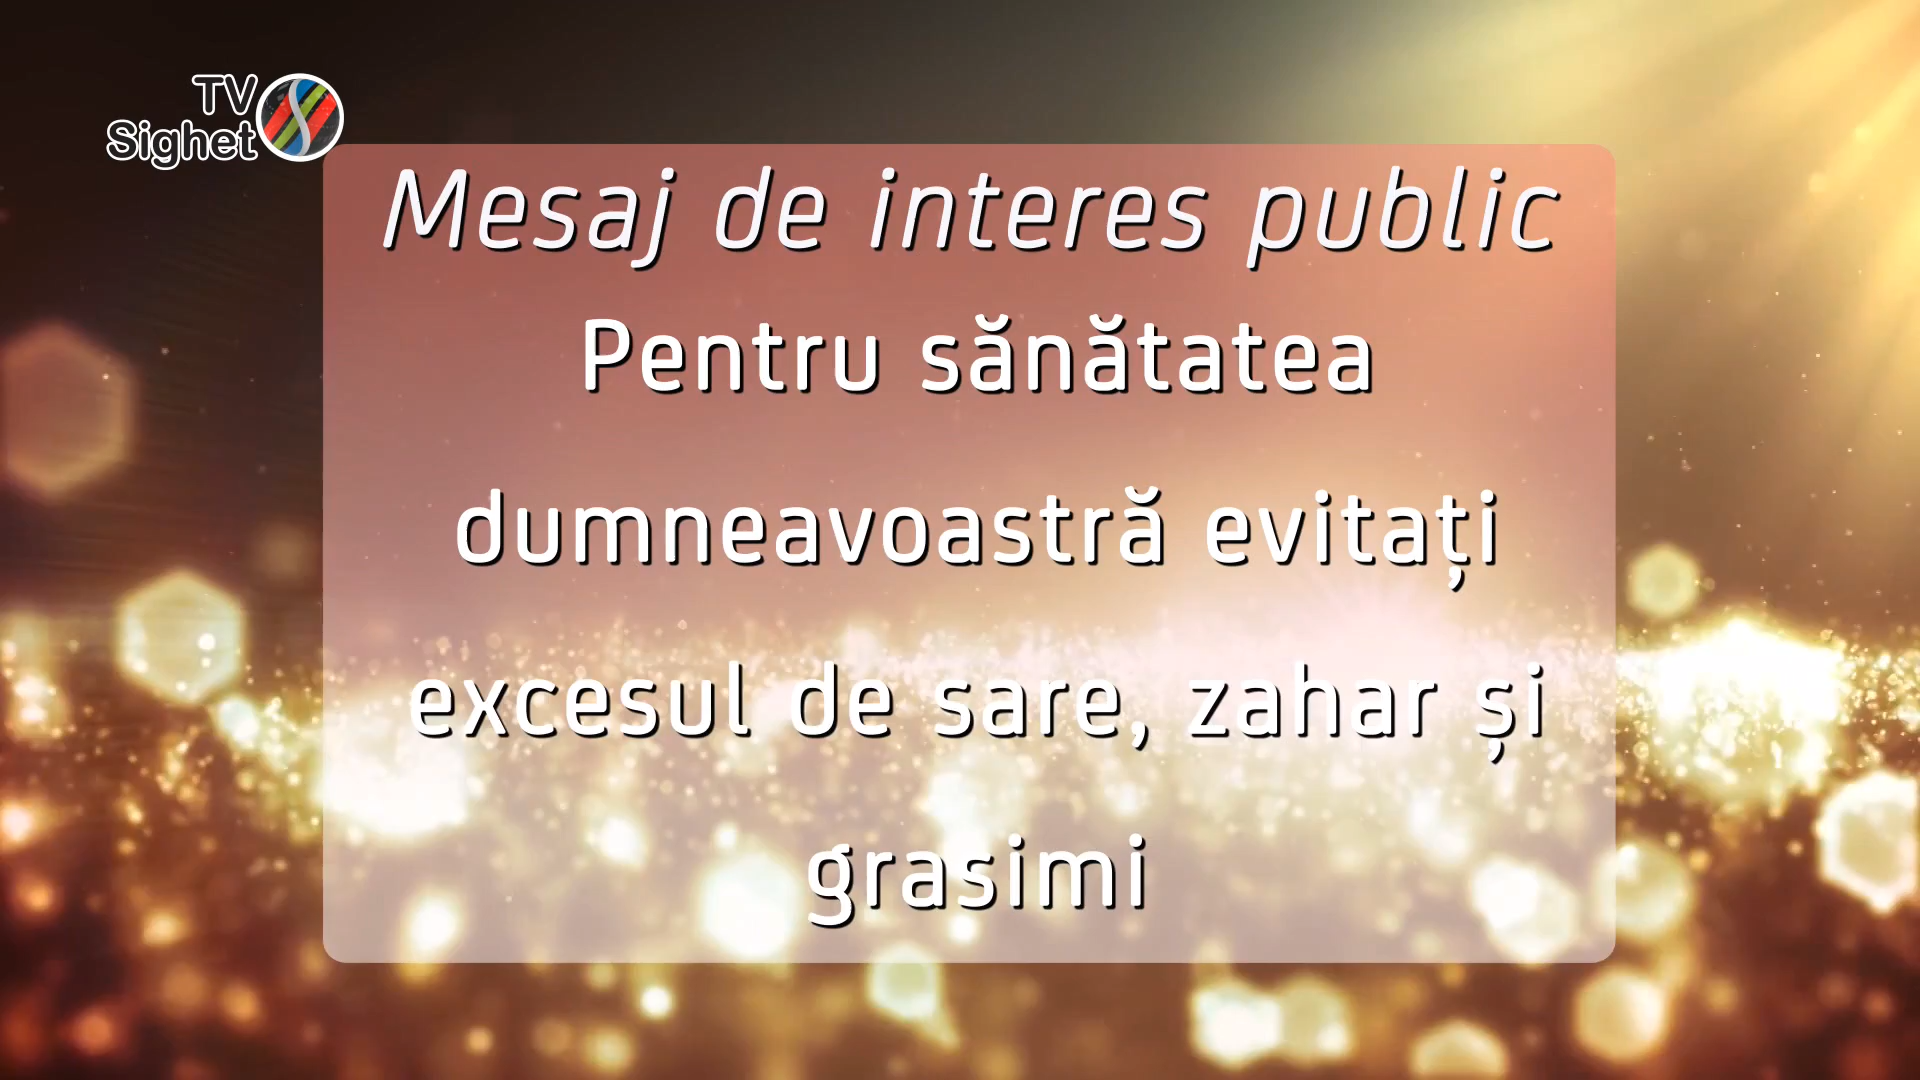 TV
Sighet
Mesaj de interes public
Pentru sănătatea
dumneavoastră evitați
excesul de sare, zahar și
grasimi